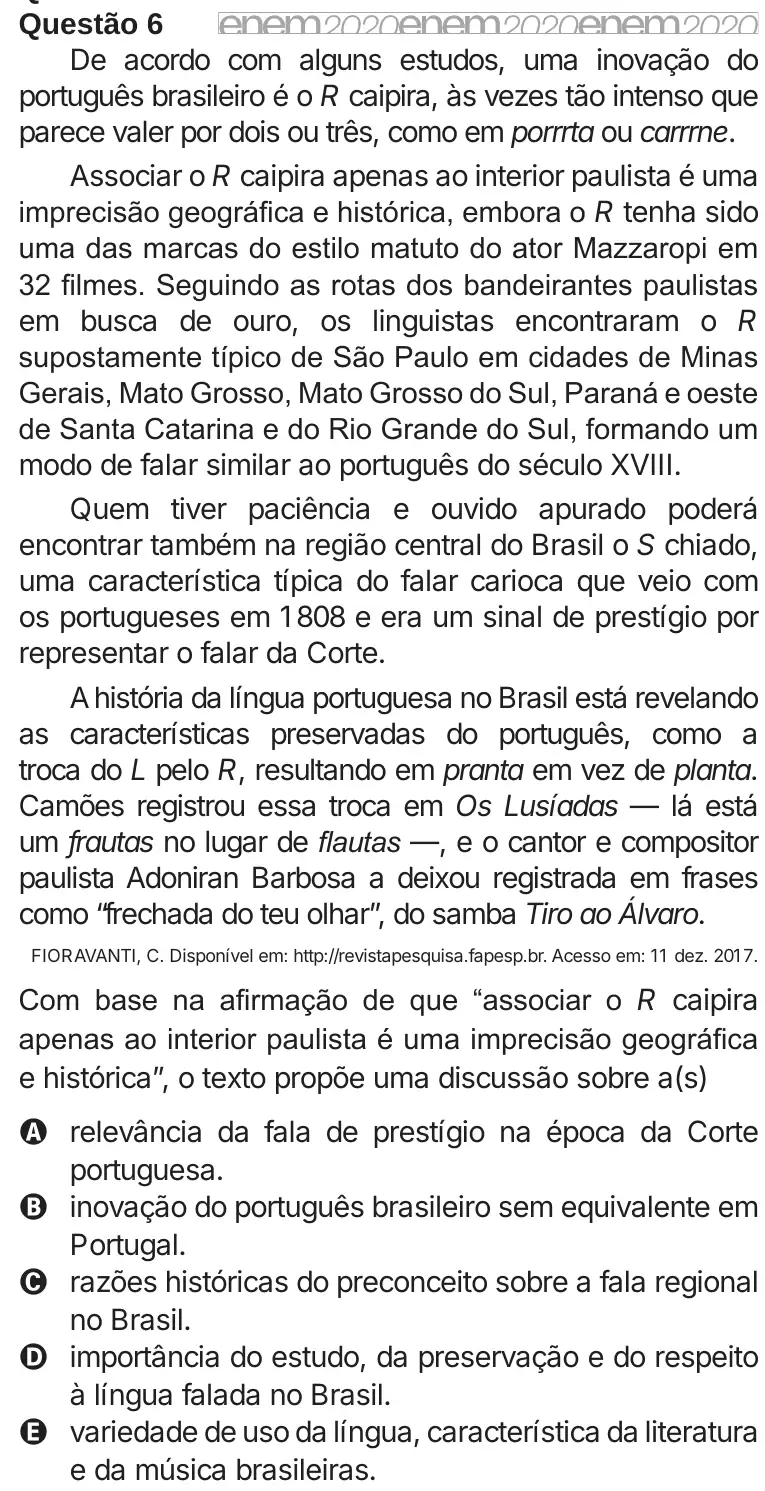 Questão 6 enem2020enem2020enem2020
De acordo com alguns estudos, uma inovação do
português brasileiro é o R caipira, às vezes tão intenso que
parece valer por dois ou três, como em porrrta ou carrrne.
Associar o R caipira apenas ao interior paulista é uma
imprecisão geográfica e histórica, embora o R tenha sido
uma das marcas do estilo matuto do ator Mazzaropi em
32 filmes. Seguindo as rotas dos bandeirantes paulistas
em busca de ouro, os linguistas encontraram o R
supostamente típico de São Paulo em cidades de Minas
Gerais, Mato Grosso, Mato Grosso do Sul, Paraná e oeste
de Santa Catarina e do Rio Grande do Sul, formando um
modo de falar similar ao português do século XVIII.
Quem tiver paciência e ouvido apurado poderá
encontrar também na região central do Brasil o S chiado,
uma característica típica do falar carioca que veio com
os portugueses em 1808 e era um sinal de prestígio por
representar o falar da Corte.
A história da língua portuguesa no Brasil está revelando
as características preservadas do português, como a
troca do L pelo R, resultando em pranta em vez de planta.
Camões registrou essa troca em Os Lusíadas — lá está
um frautas no lugar de flautas —, e o cantor e compositor
paulista Adoniran Barbosa a deixou registrada em frases
como "frechada do teu olhar", do samba Tiro ao Álvaro.
FIORAVANTI, C. Disponível em: http://revistapesquisa.fapesp.br. Acesso em: 11 dez. 2017.
Com base na afirmação de que “associar o R caipira
apenas ao interior paulista é uma imprecisão geográfica
e histórica”, o texto propõe uma discussão sobre a(s)
A relevância da fala de prestígio na época da Corte
portuguesa.
B inovação do português brasileiro sem equivalente em
Portugal.
C razões históricas do preconceito sobre a fala regional
no Brasil.
D importância do estudo, da preservação e do respeito
à língua falada no Brasil.
E variedade de uso da língua, característica da literatura
e da música brasileiras.